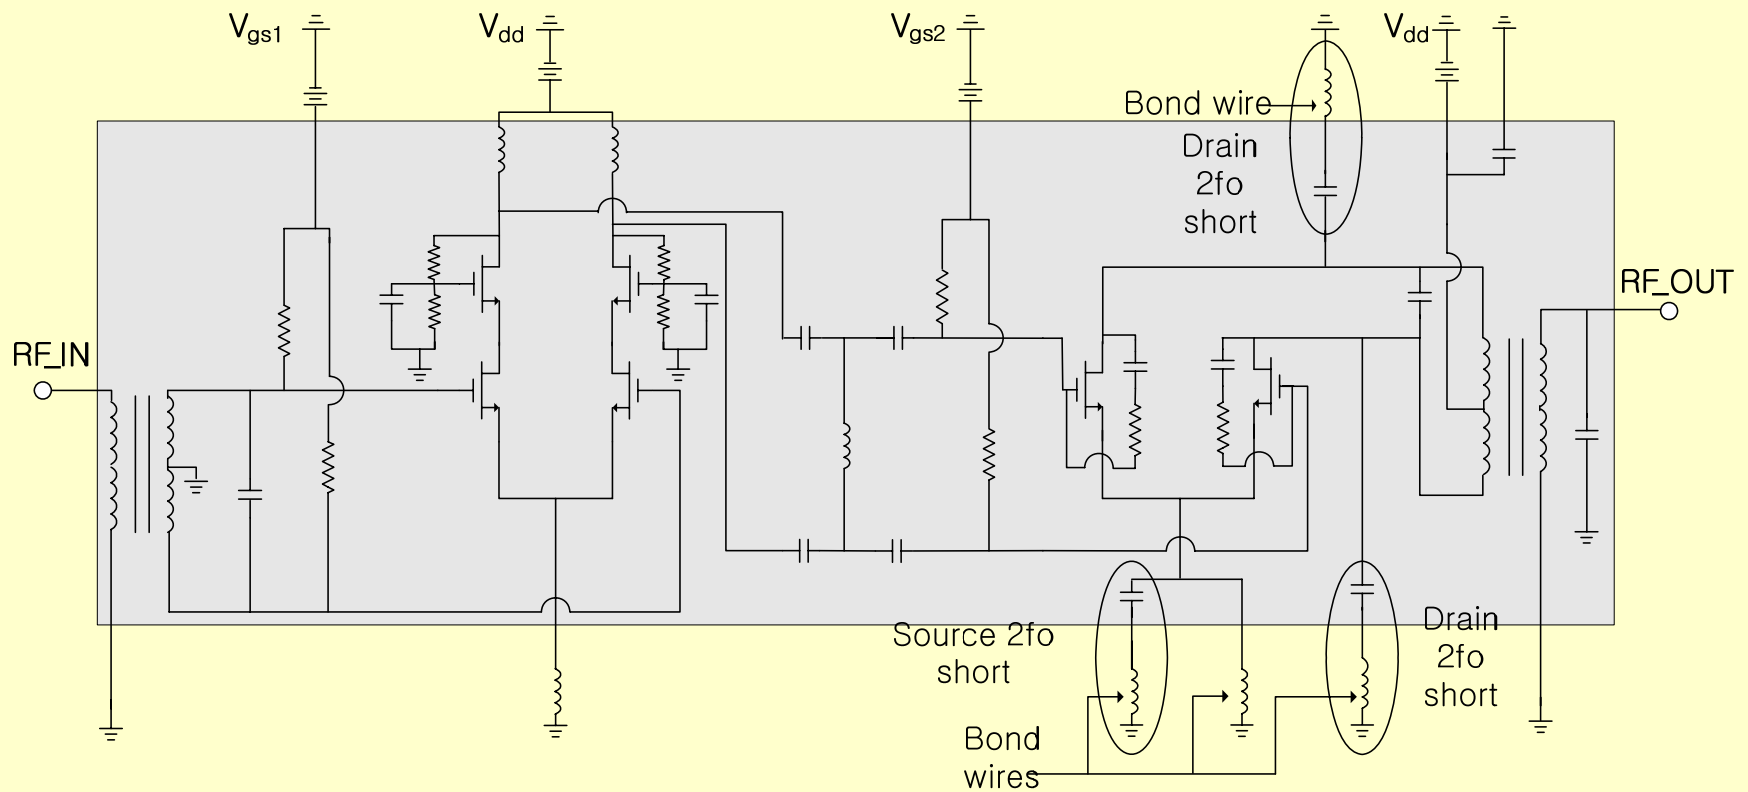 Vgs1
Vdd
Vgs2
Vdd
Bond wire
Drain
2fo
short
RF_OUT
RF_IN
Source 2fo
short
Drain
2fo
short
Bond
wires